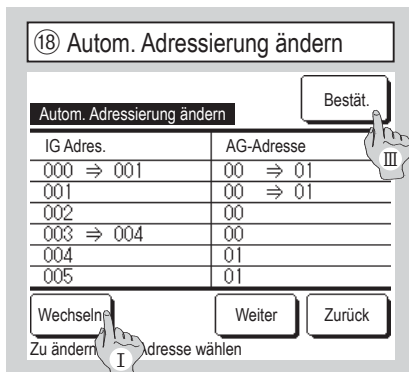 ⑱ Autom. Adressierung ändern
Bestät.
Autom. Adressierung ändern
III
IG Adres. AG-Adresse
000 ⇒ 001 00 ⇒ 01
001 00 ⇒ 01
002 00
003 ⇒ 004 00
004 01
005 01
Wechseln Weiter Zurück
Zu ändern Adresse wählen
I